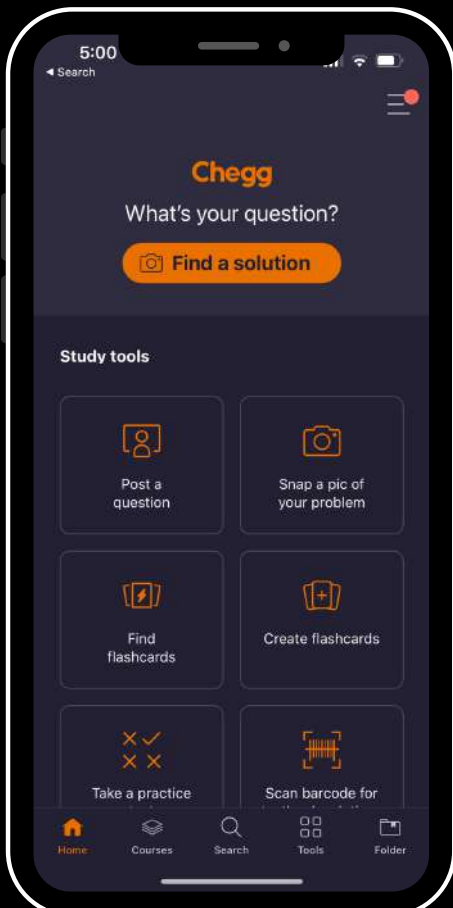 5:00
◄ Search
Chegg
What's your question?
Find a solution
Study tools
Post a
question
Snap a pic of
your problem
Find
flashcards
Create flashcards
Take a practice
Scan barcode for
Home
Courses
Search
Tools
Folder